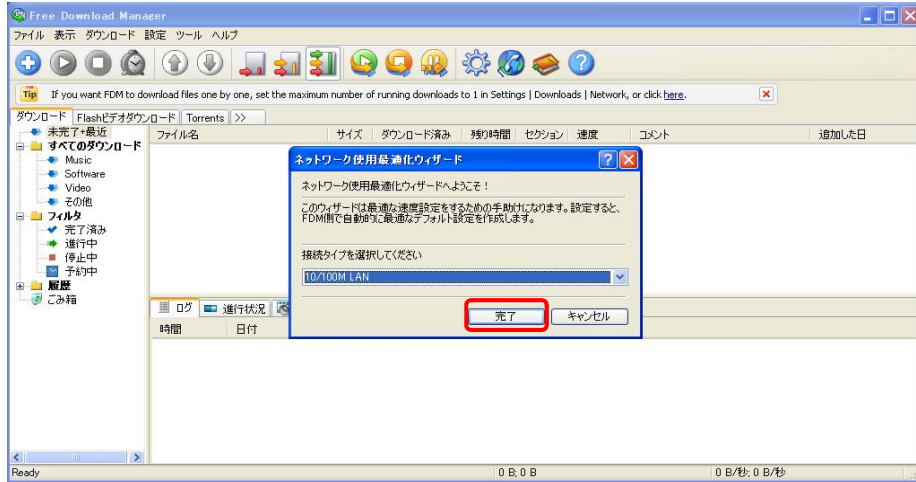 Free Download Manager
ファイル 表示 ダウンロード 設定 ツール ヘルプ
Tip If you want FDM to download files one by one, set the maximum number of running downloads to 1 in Settings | Downloads | Network, or click here.
ダウンロード Flashビデオダウンロード Torrents >>
未完了+最近
すべてのダウンロード
Music
Software
Video
その他
フィルタ
完了済み
進行中
停止中
予約中
履歴
ごみ箱
ファイル名 サイズ ダウンロード済み 残り時間 セクション 速度 コメント 追加した日
ネットワーク使用最適化ウィザード
ネットワーク使用最適化ウィザードへようこそ！
このウィザードは最適な速度設定をするための手助けになります。設定すると、
FDM側で自動的に最適なデフォルト設定を作成します。
接続タイプを選択してください
10/100M LAN
完了 キャンセル
ログ 進行状況
時間 日付
Ready 0 B; 0 B 0 B/秒; 0 B/秒